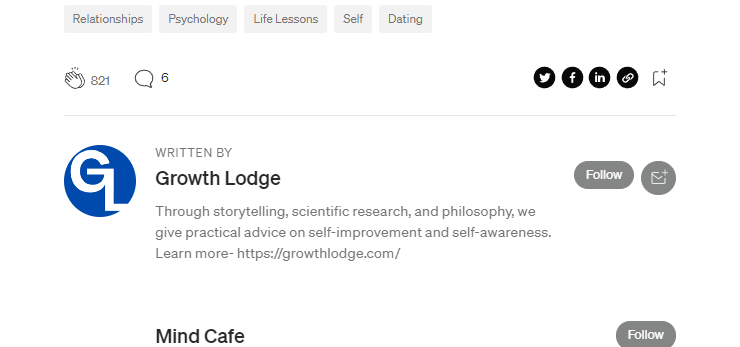 Relationships Psychology Life Lessons Self Dating
821 6
WRITTEN BY
GL
Growth Lodge
Follow
Through storytelling, scientific research, and philosophy, we
give practical advice on self-improvement and self-awareness.
Learn more- https://growthlodge.com/
Mind Cafe
Follow